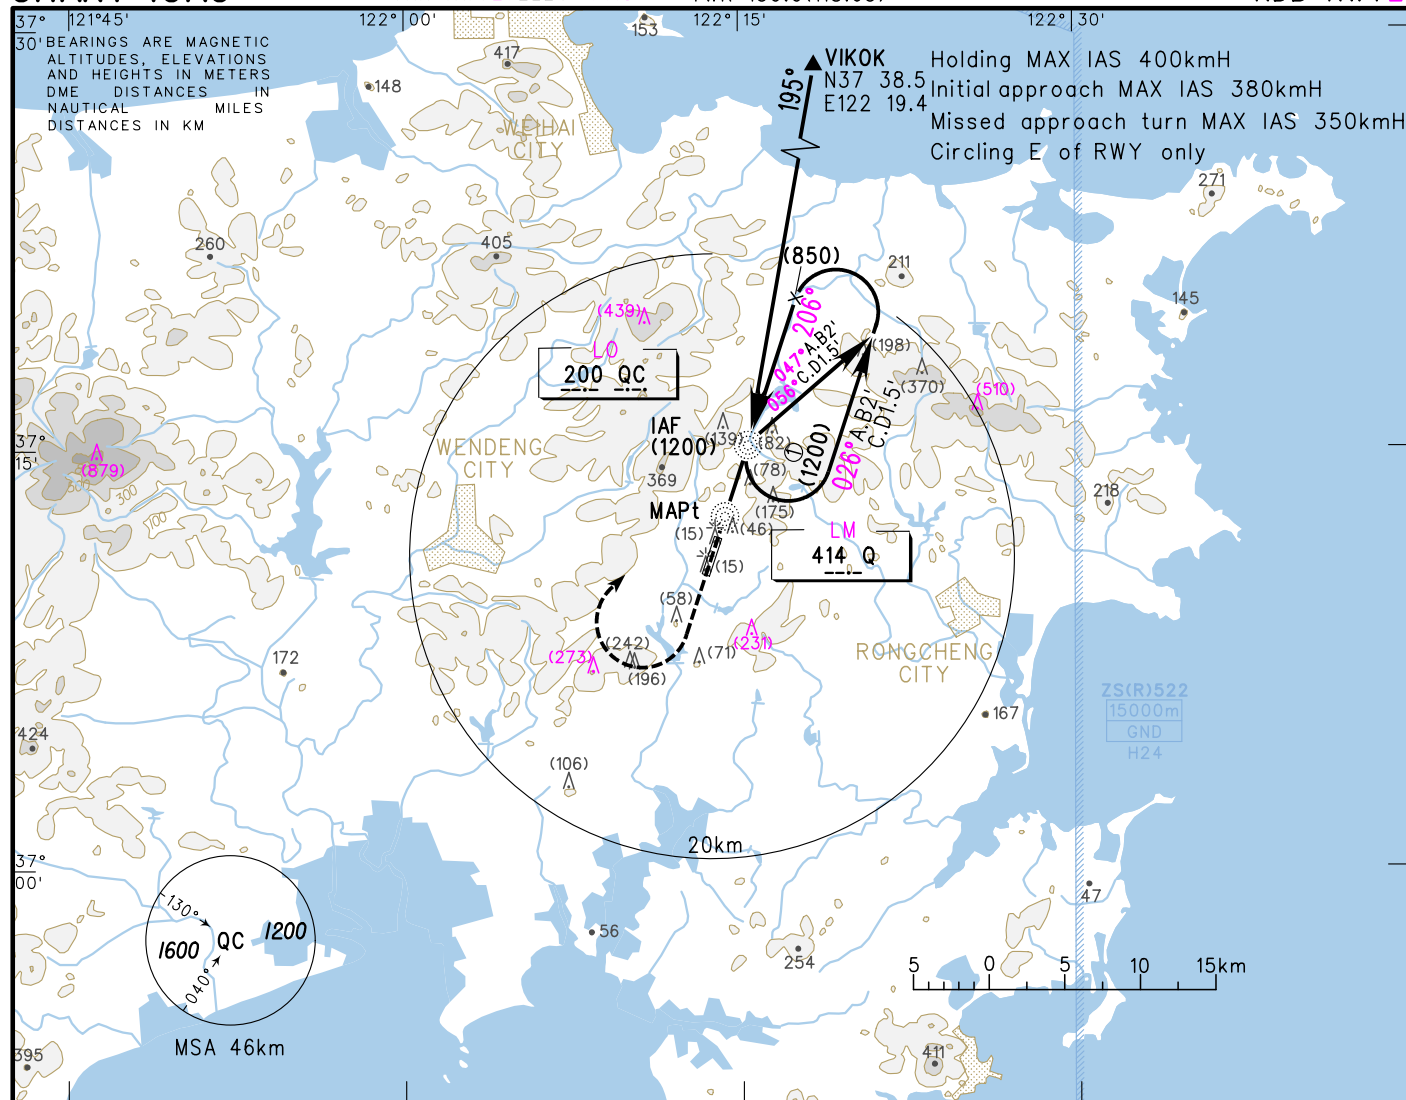 37°
30'
121°45'
122°00'
122°15'
122°30'
BEARINGS ARE MAGNETIC
ALTITUDES, ELEVATIONS
AND HEIGHTS IN METERS
DME DISTANCES IN
NAUTICAL MILES
DISTANCES IN KM
153
417
148
WEIHAI
CITY
195°
VIKOK
N37 38.5
E122 19.4
Holding MAX IAS 400kmH
Initial approach MAX IAS 380kmH
Missed approach turn MAX IAS 350kmH
Circling E of RWY only
271
260
405
(850)
211
145
(439)
206°
LO
200 QC
047° A.B2'
056° C.D1.5'
(198)
(370)
(510)
IAF
(1200)
(139)
(82)
1
(1200)
026° A.B2'
C.D1.5'
37°
15'
(879)
500
300
100
WENDENG
CITY
369
(78)
(175)
218
MAPt
(15)
(46)
LM
414 Q
(15)
(58)
(231)
(242)
(273)
(196)
(71)
RONGCHENG
CITY
172
167
ZS(R)522
15000m
GND
H24
424
(106)
20km
37°
00'
47
130°
1600
QC
1200
040°
MSA 46km
56
254
5 0 5 10 15km
395
411